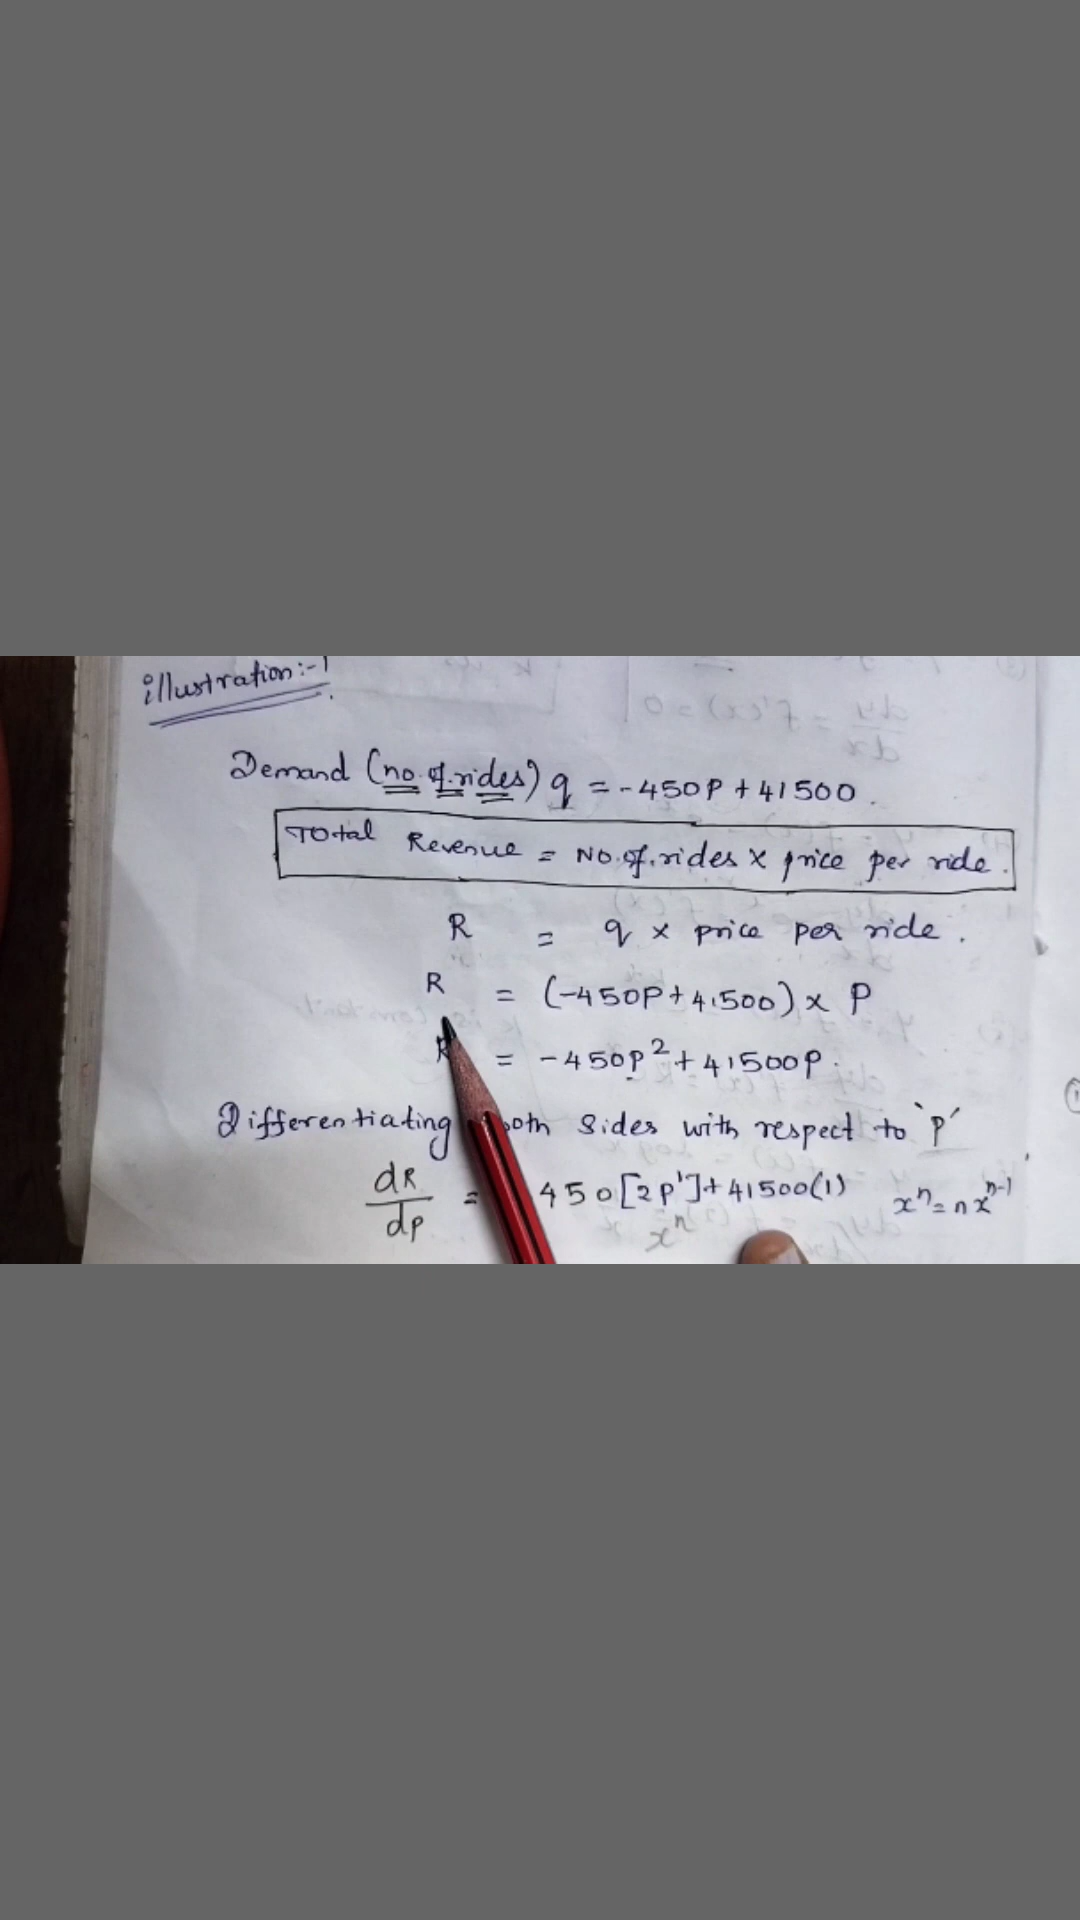 illustration:-1
Demand (no.of.rides) q = -450P + 41500.
Total Revenue = No.of.rides x price per ride.
R = q x price per ride.
R = (-450P + 41500) x P
R = -450P² + 41500P.
Differentiating both sides with respect to 'P'
dR/dP = 450[2P¹] + 41500(1) xⁿ = nxⁿ⁻¹
xⁿ